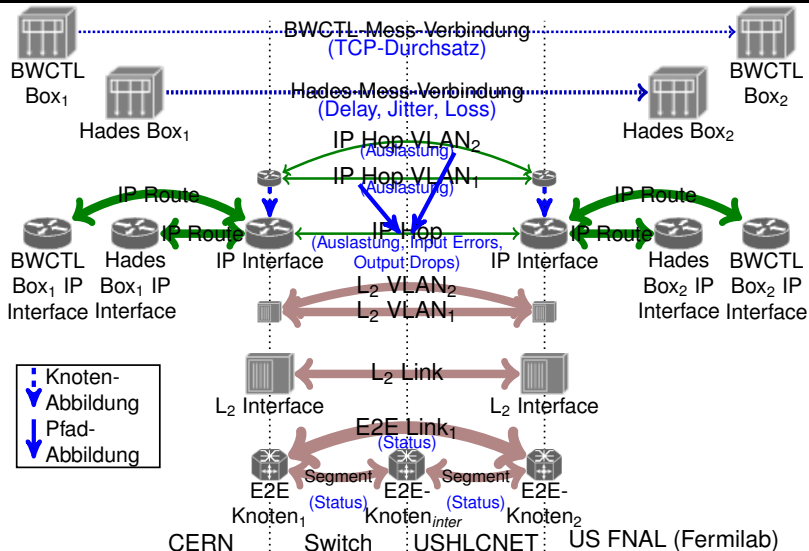 BWCTL-Mess-Verbindung
(TCP-Durchsatz)
BWCTL
Box1
BWCTL
Box2
Hades-Mess-Verbindung
(Delay, Jitter, Loss)
Hades Box1
Hades Box2
IP Hop VLAN2
(Auslastung)
IP Hop VLAN1
(Auslastung)
IP Route
IP Route
IP Route
IP Hop
IP Route
(Auslastung, Input Errors,
Output Drops)
BWCTL
Box1 IP
Interface
Hades
Box1 IP
Interface
IP Interface
IP Interface
Hades
Box2 IP
Interface
BWCTL
Box2 IP
Interface
L2 VLAN2
L2 VLAN1
L2 Link
L2 Interface
L2 Interface
Knoten-
Abbildung
Pfad-
Abbildung
E2E Link1
(Status)
Segment
(Status)
Segment
(Status)
E2E
Knoten1
E2E-
Knoteninter
E2E-
Knoten2
CERN
Switch
USHLCNET
US FNAL (Fermilab)